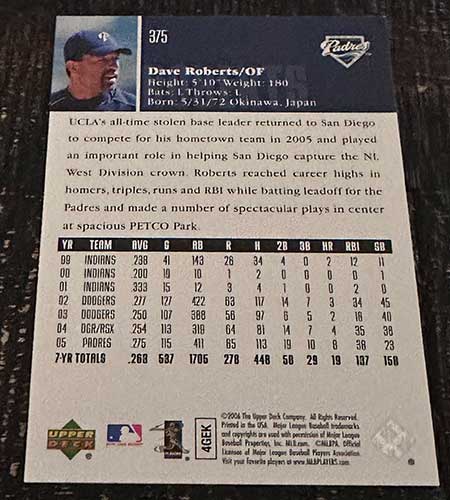 375
Padres
Dave Roberts/OF
Height: 5'10" Weight: 180
Bats: L Throws: L
Born: 5/31/72 Okinawa, Japan
UCLA's all-time stolen base leader returned to San Diego
to compete for his hometown team in 2005 and played
an important role in helping San Diego capture the NL
West Division crown. Roberts reached career highs in
homers, triples, runs and RBI while batting leadoff for the
Padres and made a number of spectacular plays in center
at spacious PETCO Park.
YR TEAM AVG G AB R H 2B 3B HR RBI SB
99 INDIANS .238 41 143 26 34 4 0 2 12 11
00 INDIANS .200 19 10 1 2 0 0 0 0 1
01 INDIANS .333 15 12 3 4 1 0 0 2 0
02 DODGERS .277 127 422 63 117 14 7 3 34 45
03 DODGERS .250 107 388 56 97 6 5 2 16 40
04 DGR/RSX .254 113 319 64 81 14 7 4 35 38
05 PADRES .275 115 411 65 113 19 10 8 38 23
7-YR TOTALS .263 537 1705 278 448 58 29 19 137 158
UPPER DECK
4GEK
©2006 The Upper Deck Company. All Rights Reserved.
Printed in the USA. Major League Baseball trademarks
and copyrights are used with permission of Major League
Baseball Properties, Inc. MLB.com. ©MLBPA. Official
Licensee of Major League Baseball Players Association.
Visit your favorite players at www.MLBPLAYERS.com